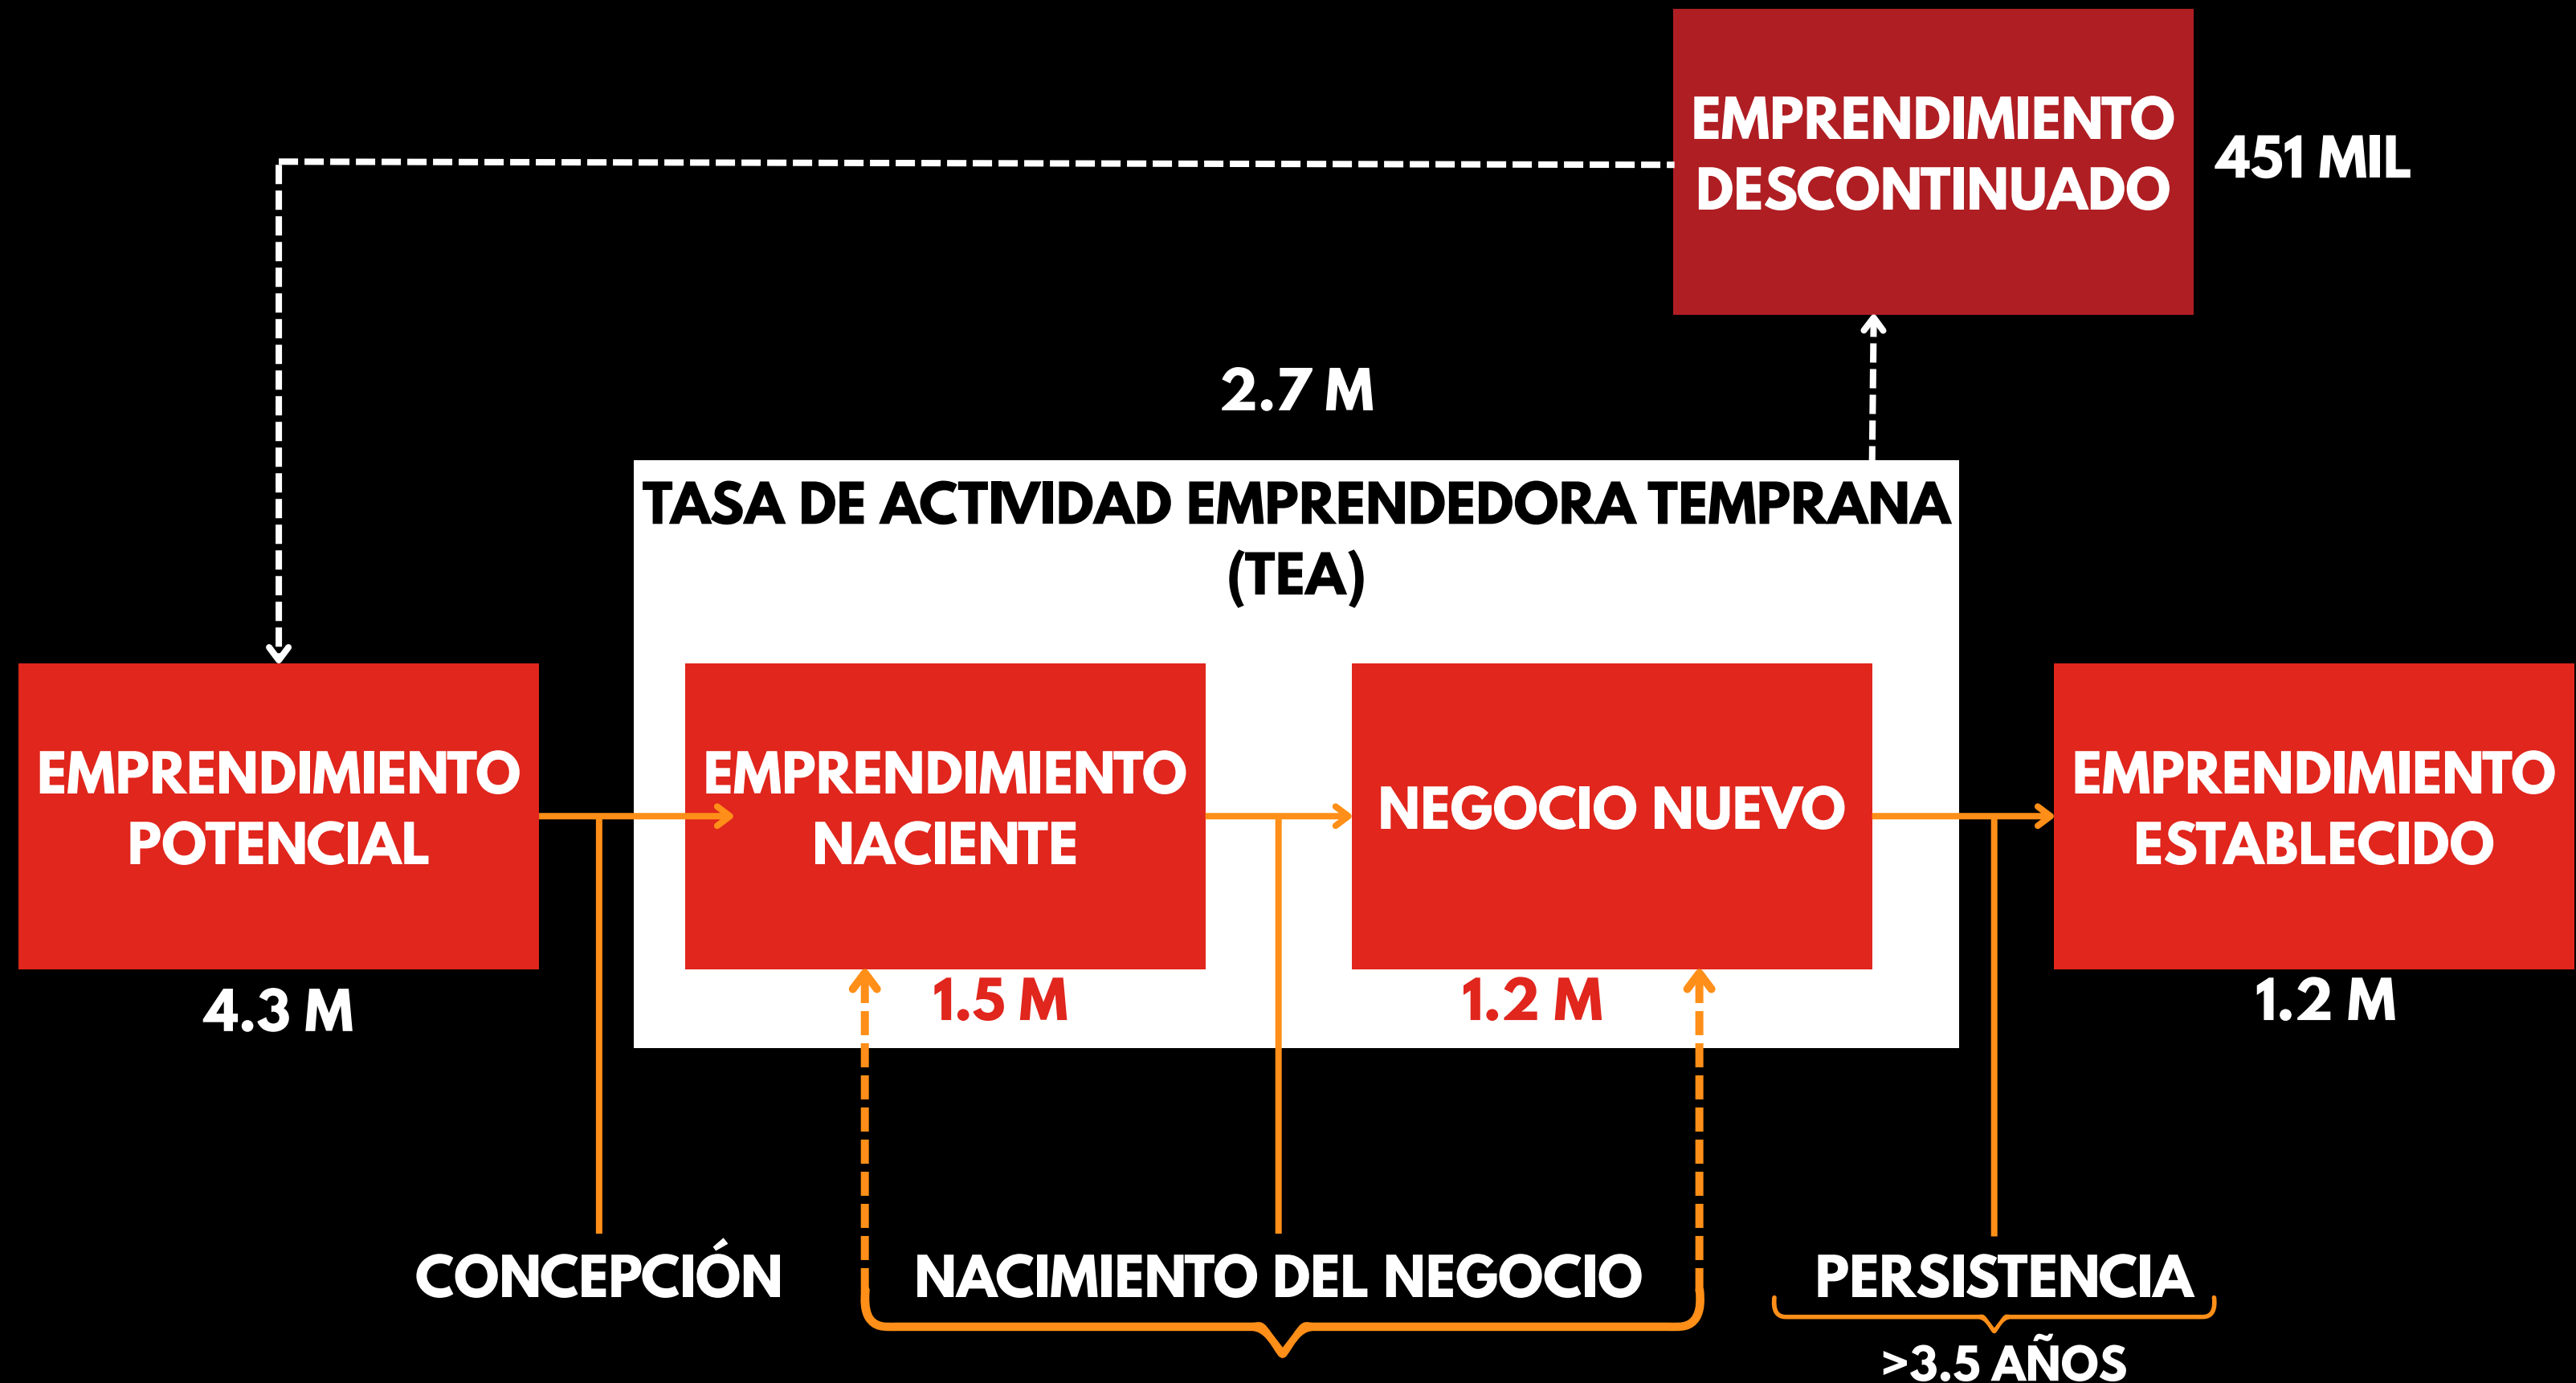 EMPRENDIMIENTO
DESCONTINUADO
451 MIL
2.7 M
TASA DE ACTIVIDAD EMPRENDEDORA TEMPRANA
(TEA)
EMPRENDIMIENTO
POTENCIAL
4.3 M
EMPRENDIMIENTO
NACIENTE
1.5 M
NEGOCIO NUEVO
1.2 M
EMPRENDIMIENTO
ESTABLECIDO
1.2 M
CONCEPCIÓN
NACIMIENTO DEL NEGOCIO
PERSISTENCIA
>3.5 AÑOS